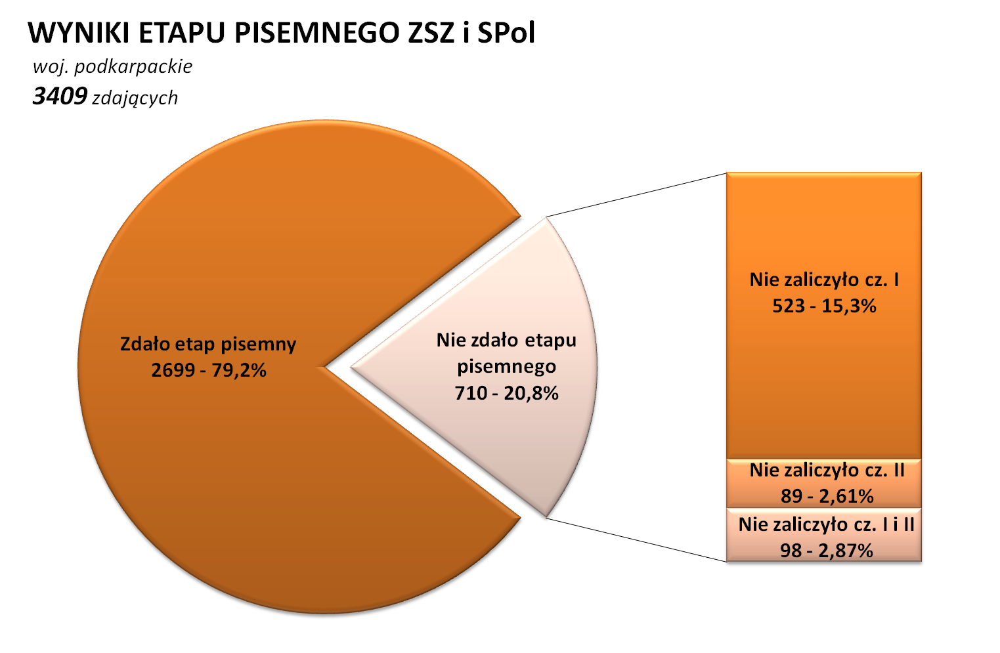 WYNIKI ETAPU PISEMNEGO ZSZ i SPol
woj. podkarpackie
3409 zdających
Zdało etap pisemny
2699 - 79,2%
Nie zdało etapu
pisemnego
710 - 20,8%
Nie zaliczyło cz. I
523 - 15,3%
Nie zaliczyło cz. II
89 - 2,61%
Nie zaliczyło cz. I i II
98 - 2,87%